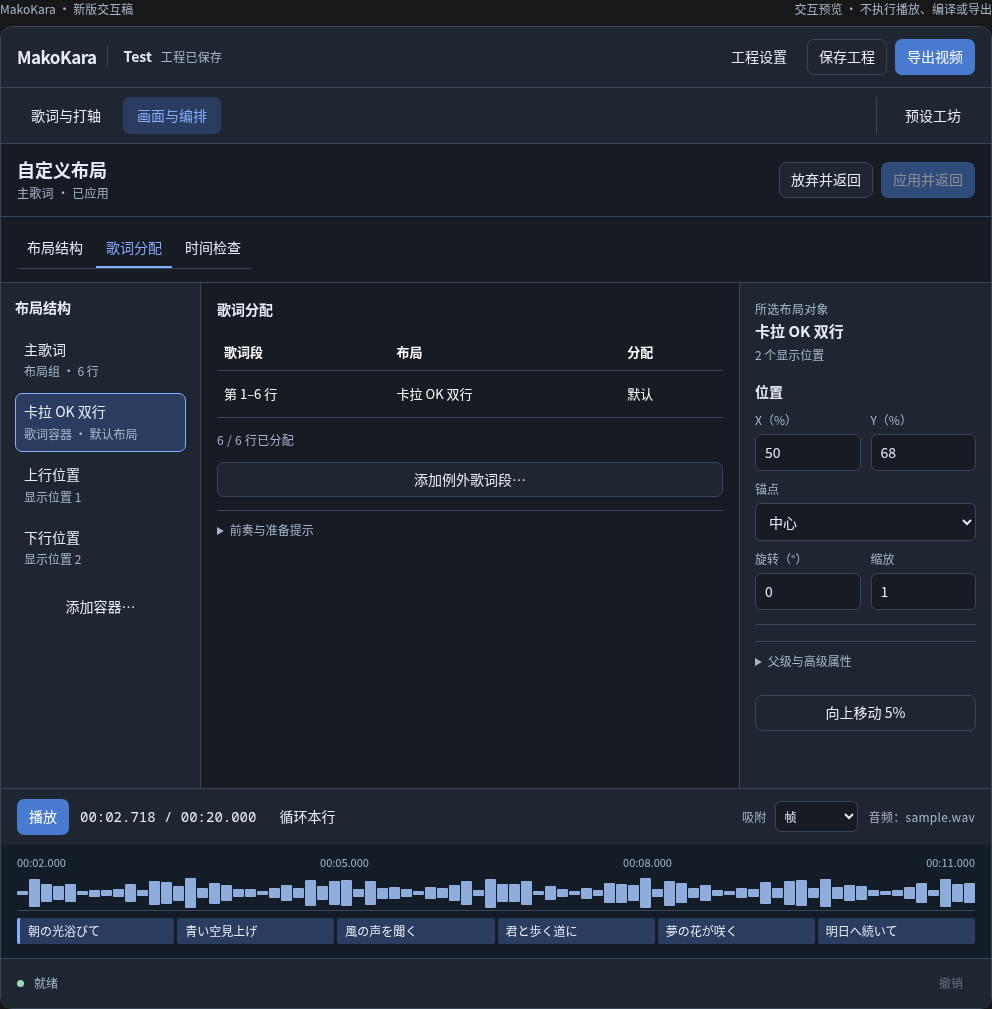 MakoKara • 新版交互稿
交互预览 • 不执行播放、编译或导出
MakoKara
Test 工程已保存
工程设置
保存工程
导出视频
歌词与打轴
画面与编排
预设工坊
自定义布局
主歌词 • 已应用
放弃并返回
应用并返回
布局结构
歌词分配
时间检查
布局结构
主歌词
布局组 • 6 行
卡拉 OK 双行
歌词容器 • 默认布局
上行位置
显示位置 1
下行位置
显示位置 2
添加容器…
歌词分配
歌词段 布局 分配
第 1–6 行 卡拉 OK 双行 默认
6 / 6 行已分配
添加例外歌词段…
前奏与准备提示
所选布局对象
卡拉 OK 双行
2 个显示位置
位置
X（%） Y（%）
50 68
锚点
中心
旋转（°） 缩放
0 1
父级与高级属性
向上移动 5%
播放
00:02.718 / 00:20.000
循环本行
吸附
帧
音频：sample.wav
00:02.000 00:05.000 00:08.000 00:11.000
朝の光浴びて
青い空見上げ
風の声を聞く
君と歩く道に
夢の花が咲く
明日へ続いて
就绪
撤销